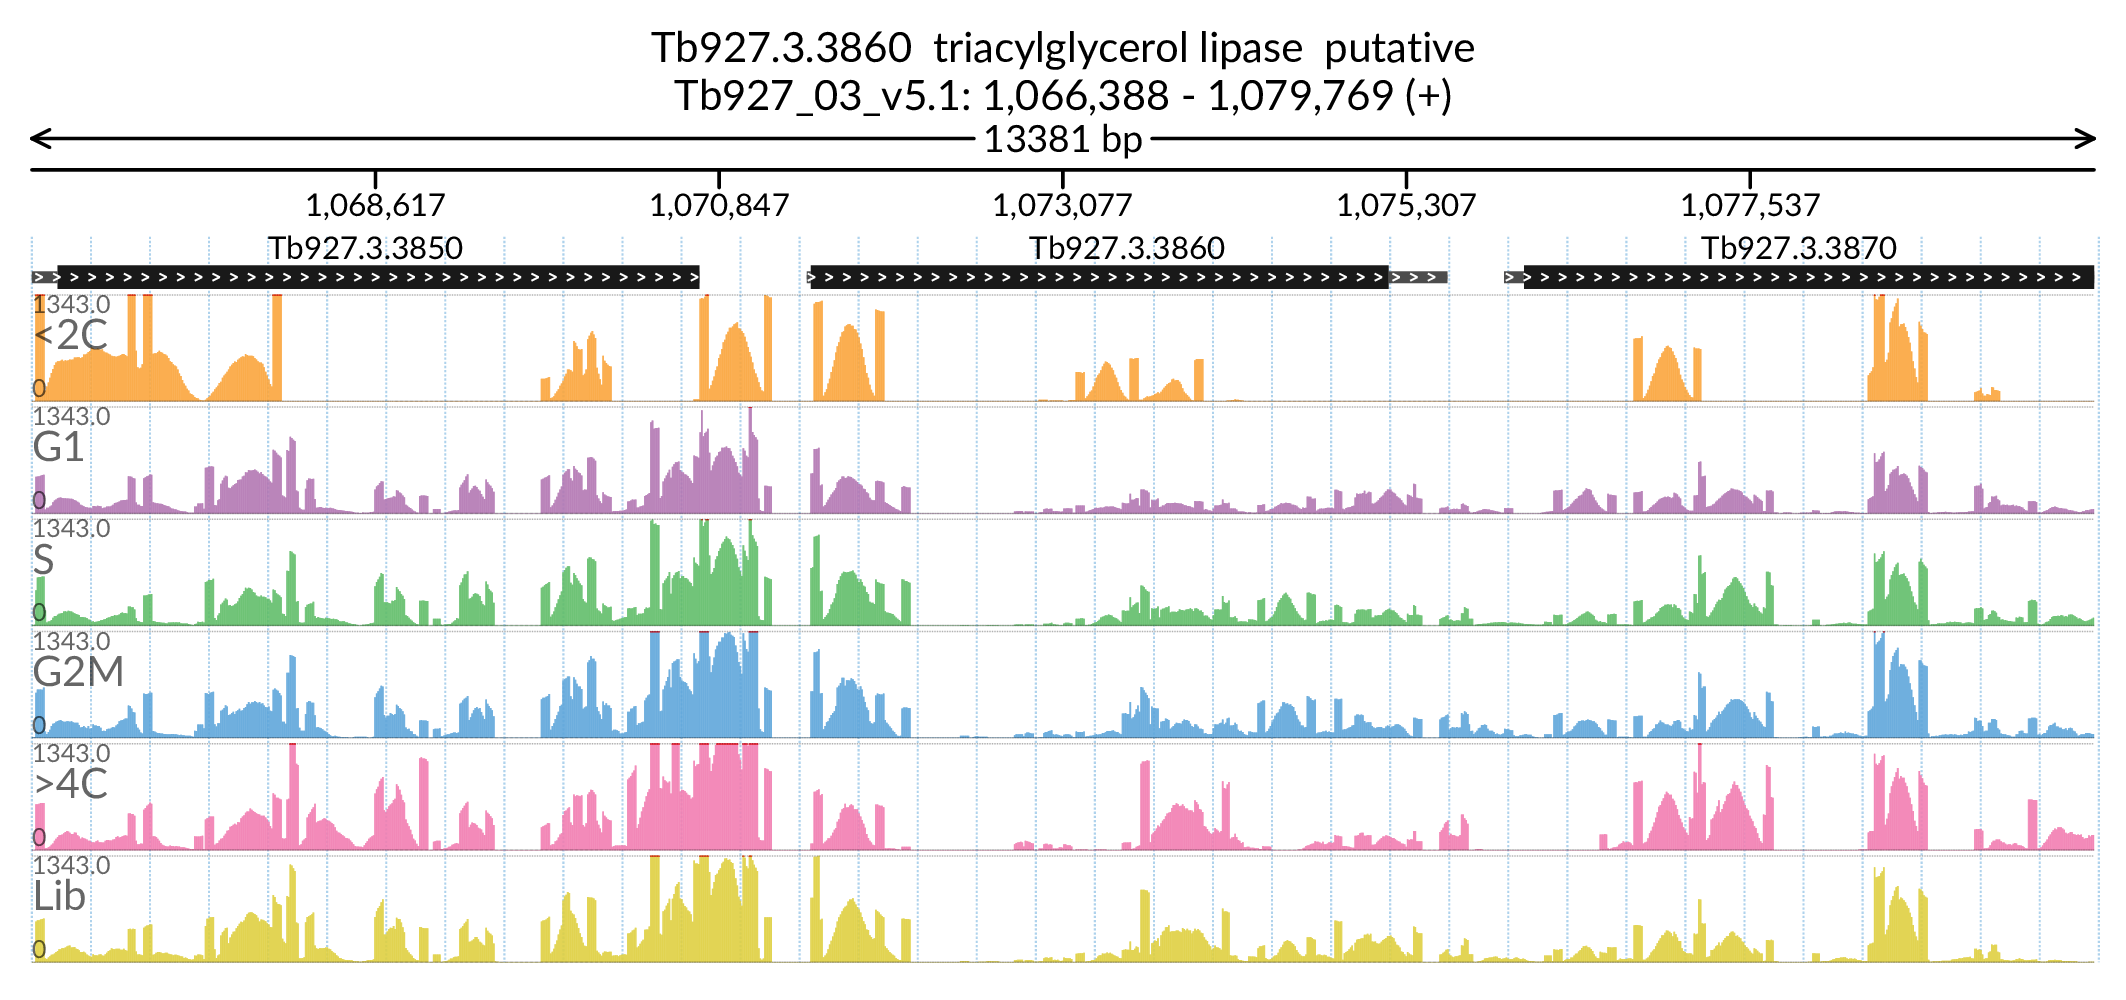 Tb927.3.3860  triacylglycerol lipase  putative
Tb927_03_v5.1: 1,066,388 - 1,079,769 (+)
13381 bp
1,068,617 1,070,847 1,073,077 1,075,307 1,077,537
Tb927.3.3850 Tb927.3.3860 Tb927.3.3870
1343.0
<2C
0
1343.0
G1
0
1343.0
S
0
1343.0
G2M
0
1343.0
>4C
0
1343.0
Lib
0